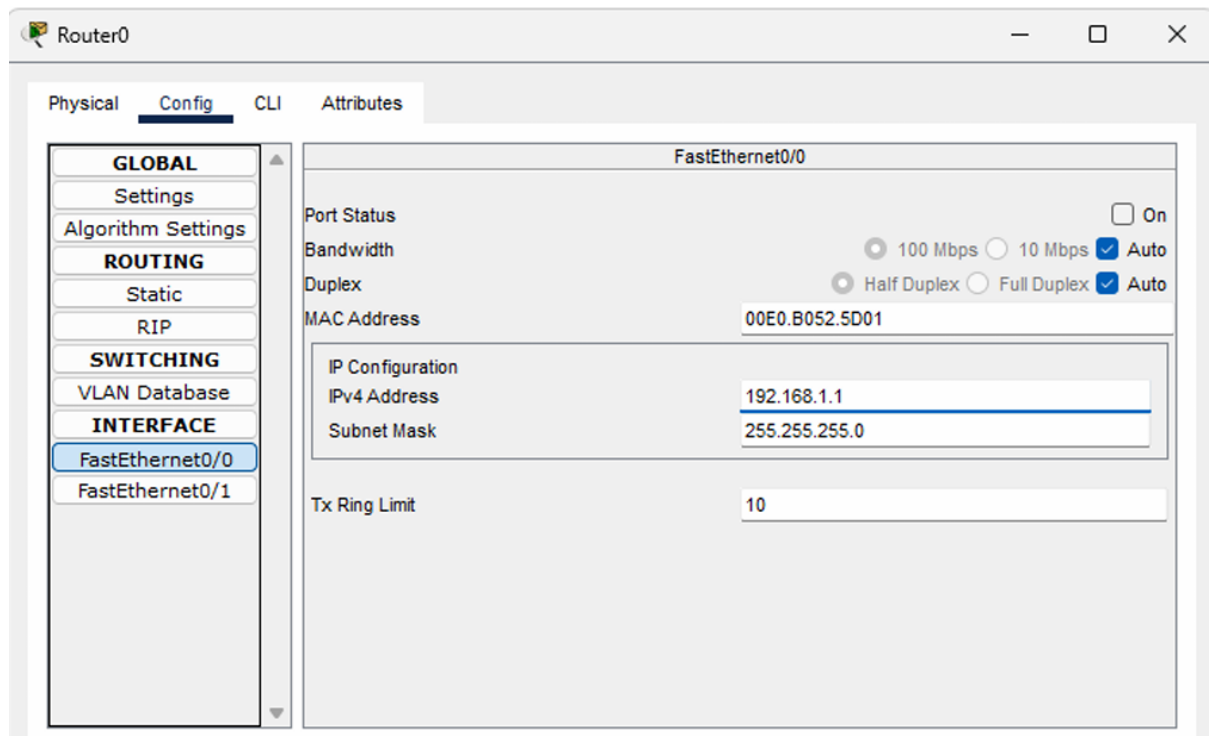 Router0
Physical Config CLI Attributes
GLOBAL
Settings
Algorithm Settings
ROUTING
Static
RIP
SWITCHING
VLAN Database
INTERFACE
FastEthernet0/0
FastEthernet0/1
FastEthernet0/0
Port Status On
Bandwidth 100 Mbps 10 Mbps Auto
Duplex Half Duplex Full Duplex Auto
MAC Address 00E0.B052.5D01
IP Configuration
IPv4 Address 192.168.1.1
Subnet Mask 255.255.255.0
Tx Ring Limit 10